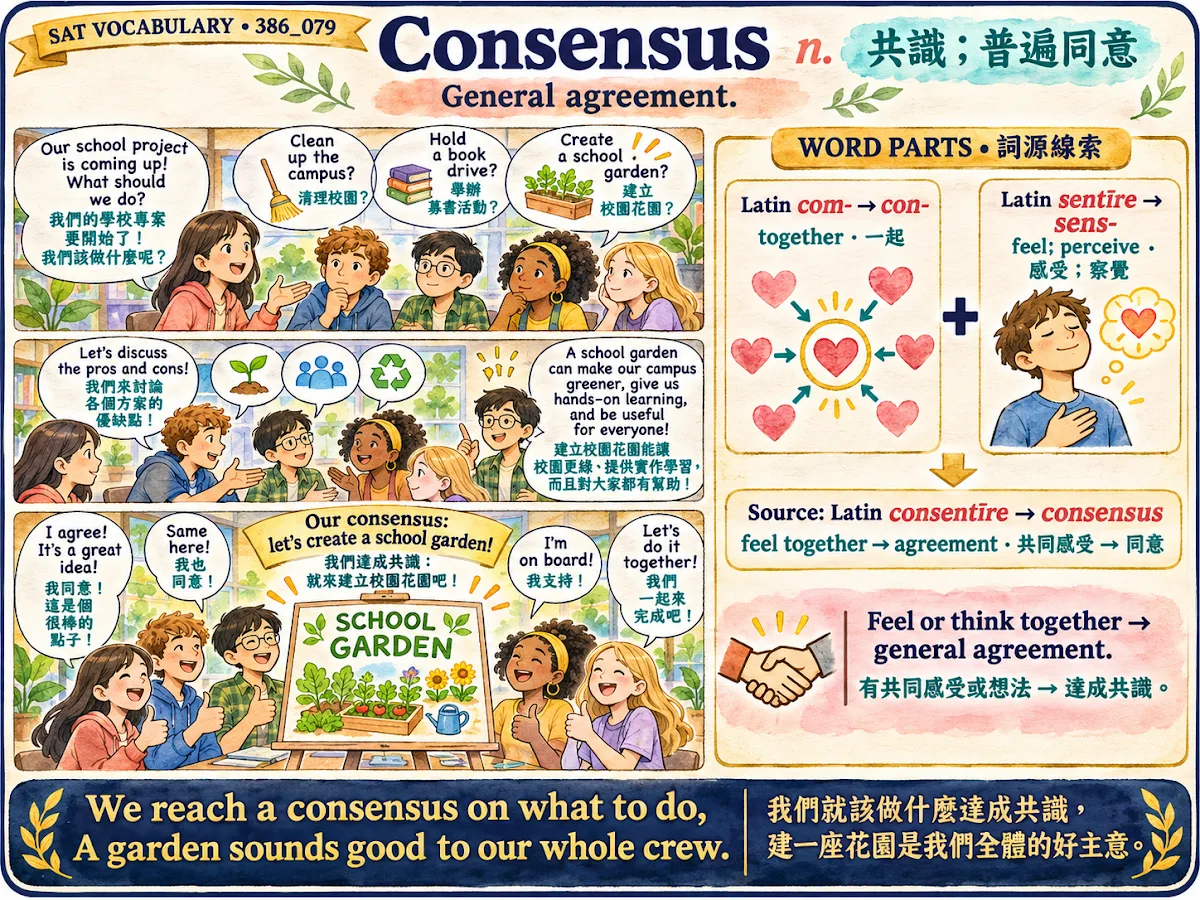 SAT VOCABULARY • 386_079
Consensus
n.
共識；普遍同意
General agreement.
Our school project
is coming up!
What should
we do?
我們的學校專案
要開始了！
我們該做什麼呢？
Clean
up the
campus?
清理校園？
Hold
a book
drive?
舉辦
募書活動？
Create
a school
garden?
建立
校園花園？
Let's discuss
the pros and cons!
我們來討論
各個方案的
優缺點！
A school garden
can make our campus
greener, give us
hands-on learning,
and be useful
for everyone!
建立校園花園能讓
校園更綠、提供實作學習，
而且對大家都有幫助！
I agree!
It's a great
idea!
我同意！
這是個
很棒的
點子！
Same
here!
我也
同意！
Our consensus:
let's create a school garden!
我們達成共識：
就來建立校園花園吧！
SCHOOL
GARDEN
I'm
on board!
我支持！
Let's
do it
together!
我們
一起來
完成吧！
WORD PARTS • 詞源線索
Latin com- → con-
together · 一起
+
Latin sentīre →
sens-
feel; perceive ·
感受；察覺
Source: Latin consentīre → consensus
feel together → agreement · 共同感受 → 同意
Feel or think together →
general agreement.
有共同感受或想法 → 達成共識。
We reach a consensus on what to do,
A garden sounds good to our whole crew.
我們就該做什麼達成共識，
建一座花園是我們全體的好主意。